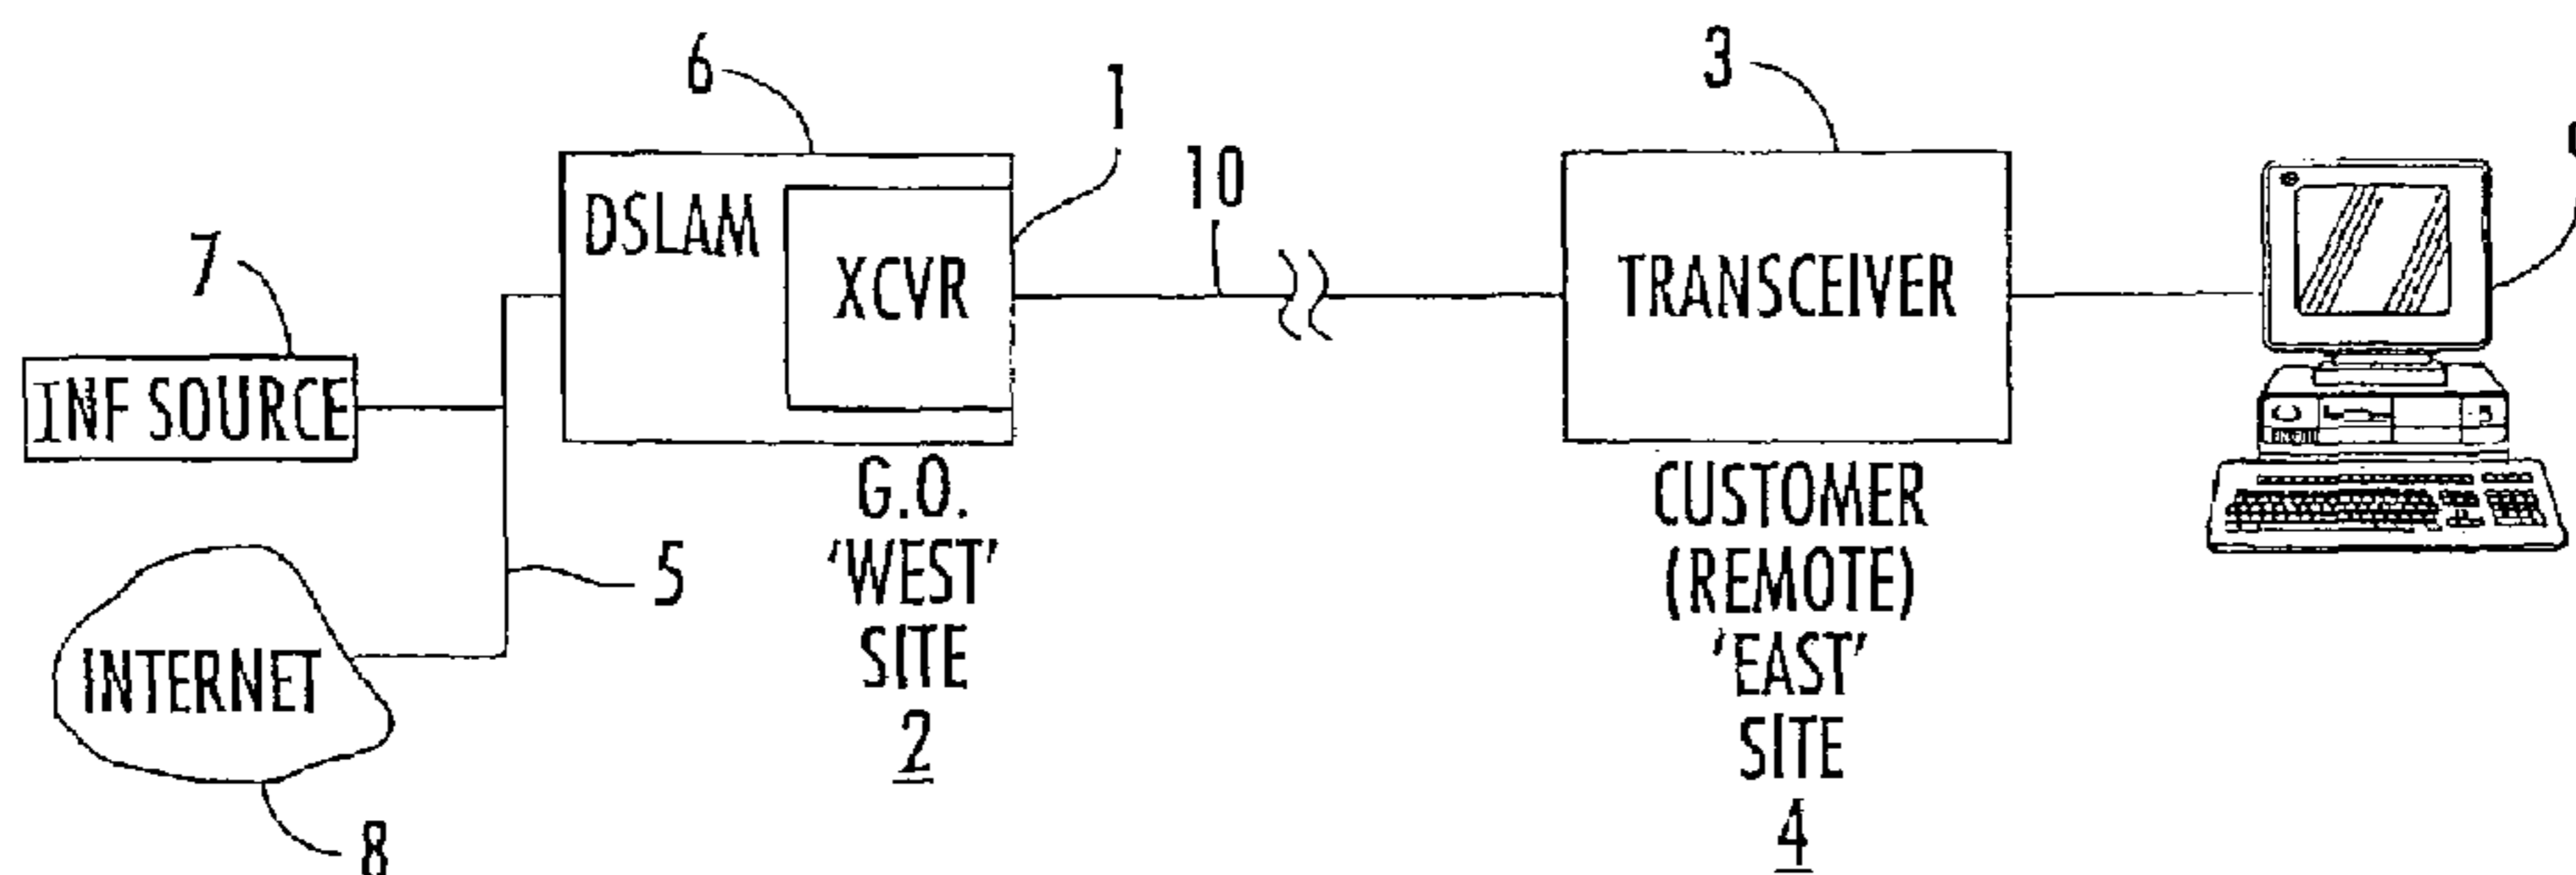 6
1
3
10
7
DSLAM
XCVR
TRANSCEIVER
INF SOURCE
G.O.
'WEST'
SITE
2
CUSTOMER
(REMOTE)
'EAST'
SITE
4
5
INTERNET
8